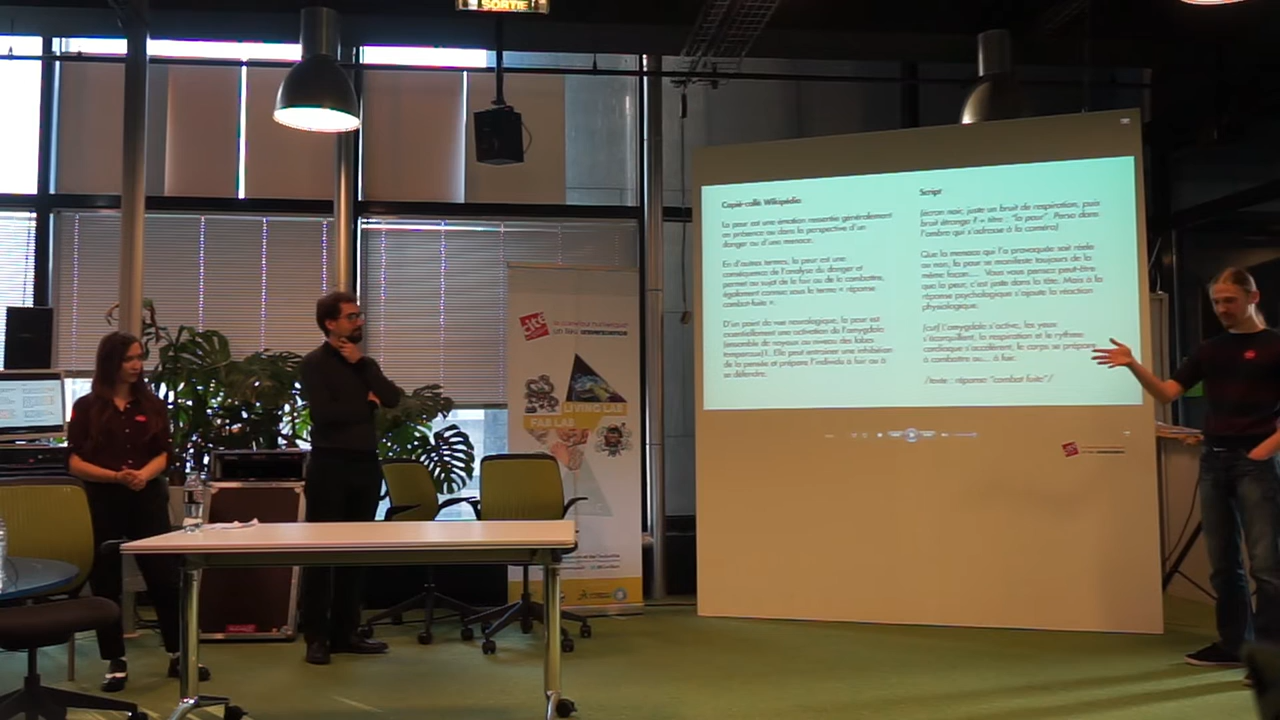 SORTIE
Copié-collé Wikipédia
La peur est une émotion ressentie généralement
en présence ou dans la perspective d'un
danger ou d'une menace.
En d'autres termes, la peur est une
conséquence de l'analyse du danger et
permet au sujet de le fuir ou de le combattre,
également connue sous le terme « réponse
combat-fuite ».
D'un point de vue neurologique, la peur est
essentiellement une activation de l'amygdale
(ensemble de noyaux au niveau des lobes
temporaux). Elle peut entraîner une inhibition
de la pensée et prépare l'individu à fuir ou à
se défendre.
Script
(écran noir, juste un bruit de respiration, puis
bruit étrange ? + titre : "la peur". Perso dans
l'ombre qui s'adresse à la caméra)
Que la menace qui l'a provoquée soit réelle
ou non, la peur se manifeste toujours de la
même façon.... Vous vous pensez peut-être
que la peur, c'est juste dans la tête. Mais à la
réponse psychologique s'ajoute la réaction
physiologique.
(cut) l'amygdale s'active, les yeux
s'écarquillent, la respiration et le rythme
cardiaque s'accélèrent, le corps se prépare
à combattre ou.... à fuir.
//texte : réponse "combat fuite"//
cité
le carrefour numérique
un lieu universcience
LIVING LAB
FAB LAB